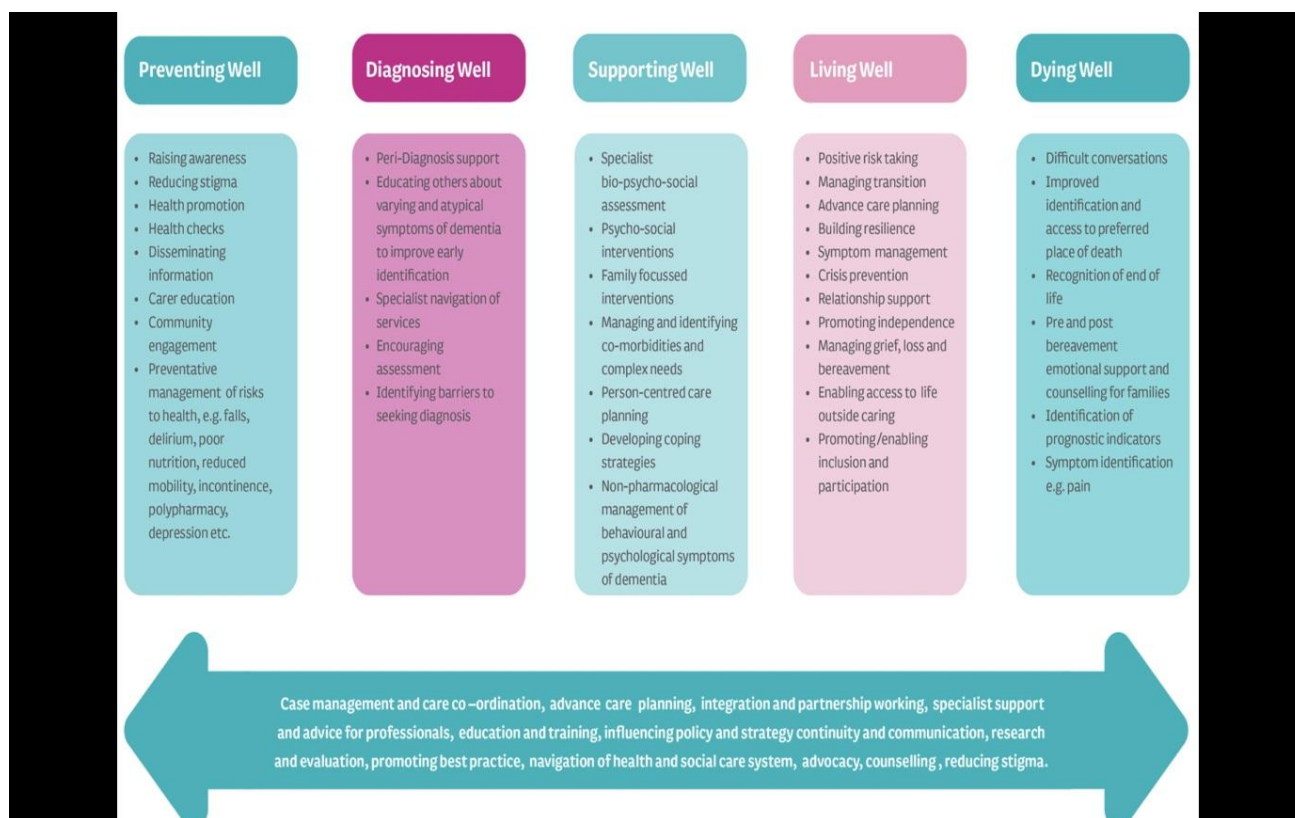 Preventing Well
• Raising awareness
• Reducing stigma
• Health promotion
• Health checks
• Disseminating
information
• Carer education
• Community
engagement
• Preventative
management of risks
to health, e.g. falls,
delirium, poor
nutrition, reduced
mobility, incontinence,
polypharmacy,
depression etc.
Diagnosing Well
• Peri-Diagnosis support
• Educating others about
varying and atypical
symptoms of dementia
to improve early
identification
• Specialist navigation of
services
• Encouraging
assessment
• Identifying barriers to
seeking diagnosis
Supporting Well
• Specialist
bio-psycho-social
assessment
• Psycho-social
interventions
• Family focussed
interventions
• Managing and identifying
co-morbidities and
complex needs
• Person-centred care
planning
• Developing coping
strategies
• Non-pharmacological
management of
behavioural and
psychological symptoms
of dementia
Living Well
• Positive risk taking
• Managing transition
• Advance care planning
• Building resilience
• Symptom management
• Crisis prevention
• Relationship support
• Promoting independence
• Managing grief, loss and
bereavement
• Enabling access to life
outside caring
• Promoting/enabling
inclusion and
participation
Dying Well
• Difficult conversations
• Improved
identification and
access to preferred
place of death
• Recognition of end of
life
• Pre and post
bereavement
emotional support and
counselling for families
• Identification of
prognostic indicators
• Symptom identification
e.g. pain
Case management and care co –ordination, advance care planning, integration and partnership working, specialist support
and advice for professionals, education and training, influencing policy and strategy continuity and communication, research
and evaluation, promoting best practice, navigation of health and social care system, advocacy, counselling , reducing stigma.